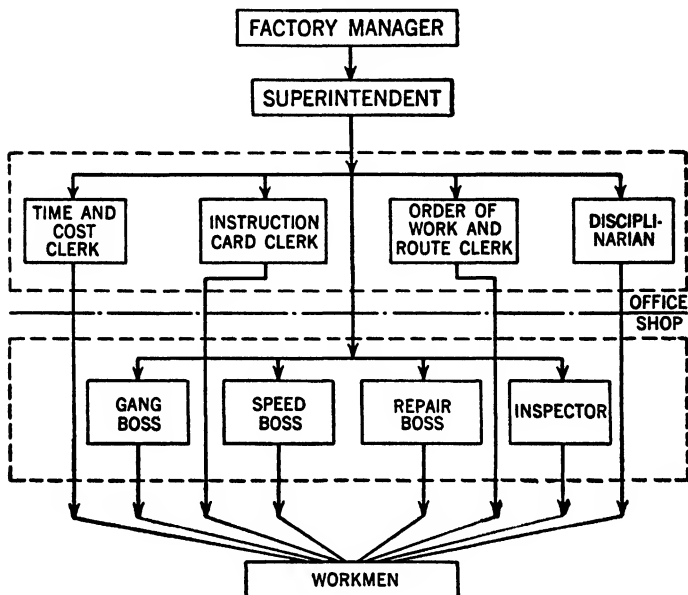 FACTORY MANAGER
SUPERINTENDENT
TIME AND
COST
CLERK
INSTRUCTION
CARD CLERK
ORDER OF
WORK AND
ROUTE CLERK
DISCIPLI-
NARIAN
OFFICE
SHOP
GANG
BOSS
SPEED
BOSS
REPAIR
BOSS
INSPECTOR
WORKMEN